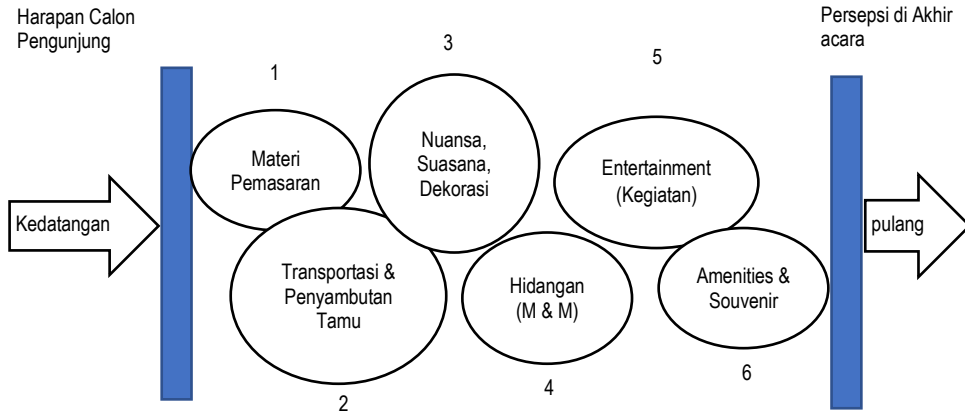 Harapan Calon
Pengunjung
Persepsi di Akhir
acara
1
3
5
Materi
Pemasaran
Nuansa,
Suasana,
Dekorasi
Entertainment
(Kegiatan)
Kedatangan
pulang
Transportasi &
Penyambutan
Tamu
Hidangan
(M & M)
Amenities &
Souvenir
2
4
6